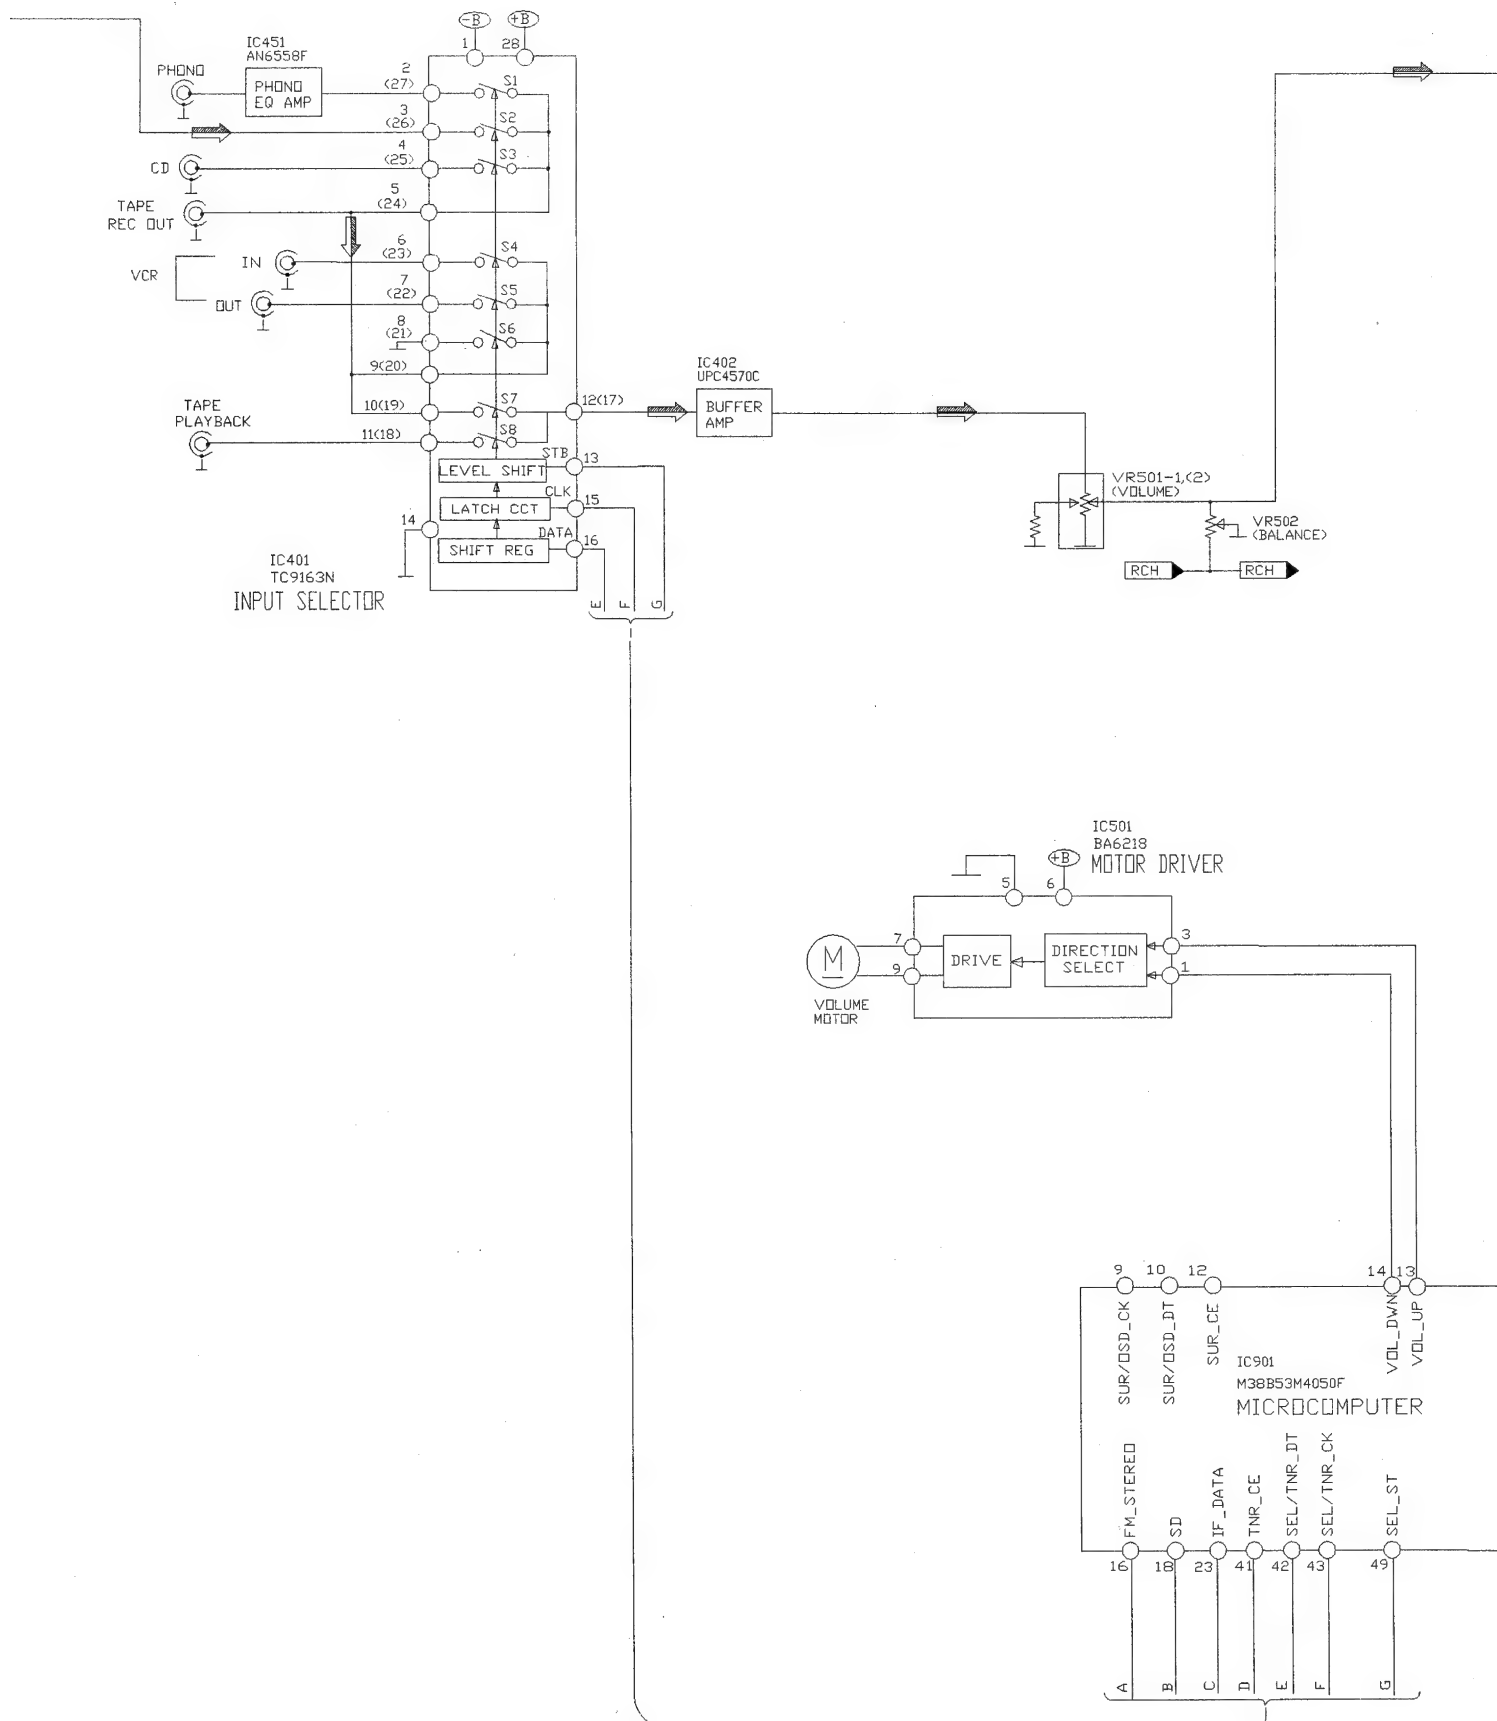 -B
+B
1
28
IC451
AN6558F
PHONO
PHONO
EQ AMP
2
(27)
S1
3
(26)
S2
4
(25)
S3
CD
5
(24)
TAPE
REC OUT
6
(23)
S4
VCR
IN
7
(22)
S5
OUT
8
(21)
S6
9(20)
10(19)
S7
12(17)
TAPE
PLAYBACK
11(18)
S8
IC402
UPC4570C
BUFFER
AMP
STB
13
LEVEL SHIFT
CLK
15
LATCH CCT
14
DATA
16
SHIFT REG
IC401
TC9163N
INPUT SELECTOR
E
F
G
VR501-1,(2)
(VOLUME)
VR502
(BALANCE)
RCH
RCH
IC501
BA6218
MOTOR DRIVER
+B
5
6
7
9
3
1
M
DRIVE
DIRECTION
SELECT
VOLUME
MOTOR
9
10
12
14
13
SUR/OSD_CK
SUR/OSD_DT
SUR_CE
VOL_DWN
VOL_UP
IC901
M38B53M4050F
MICROCOMPUTER
FM_STEREO
SD
IF_DATA
TNR_CE
SEL/TNR_DT
SEL/TNR_CK
SEL_ST
16
18
23
41
42
43
49
A
B
C
D
E
F
G